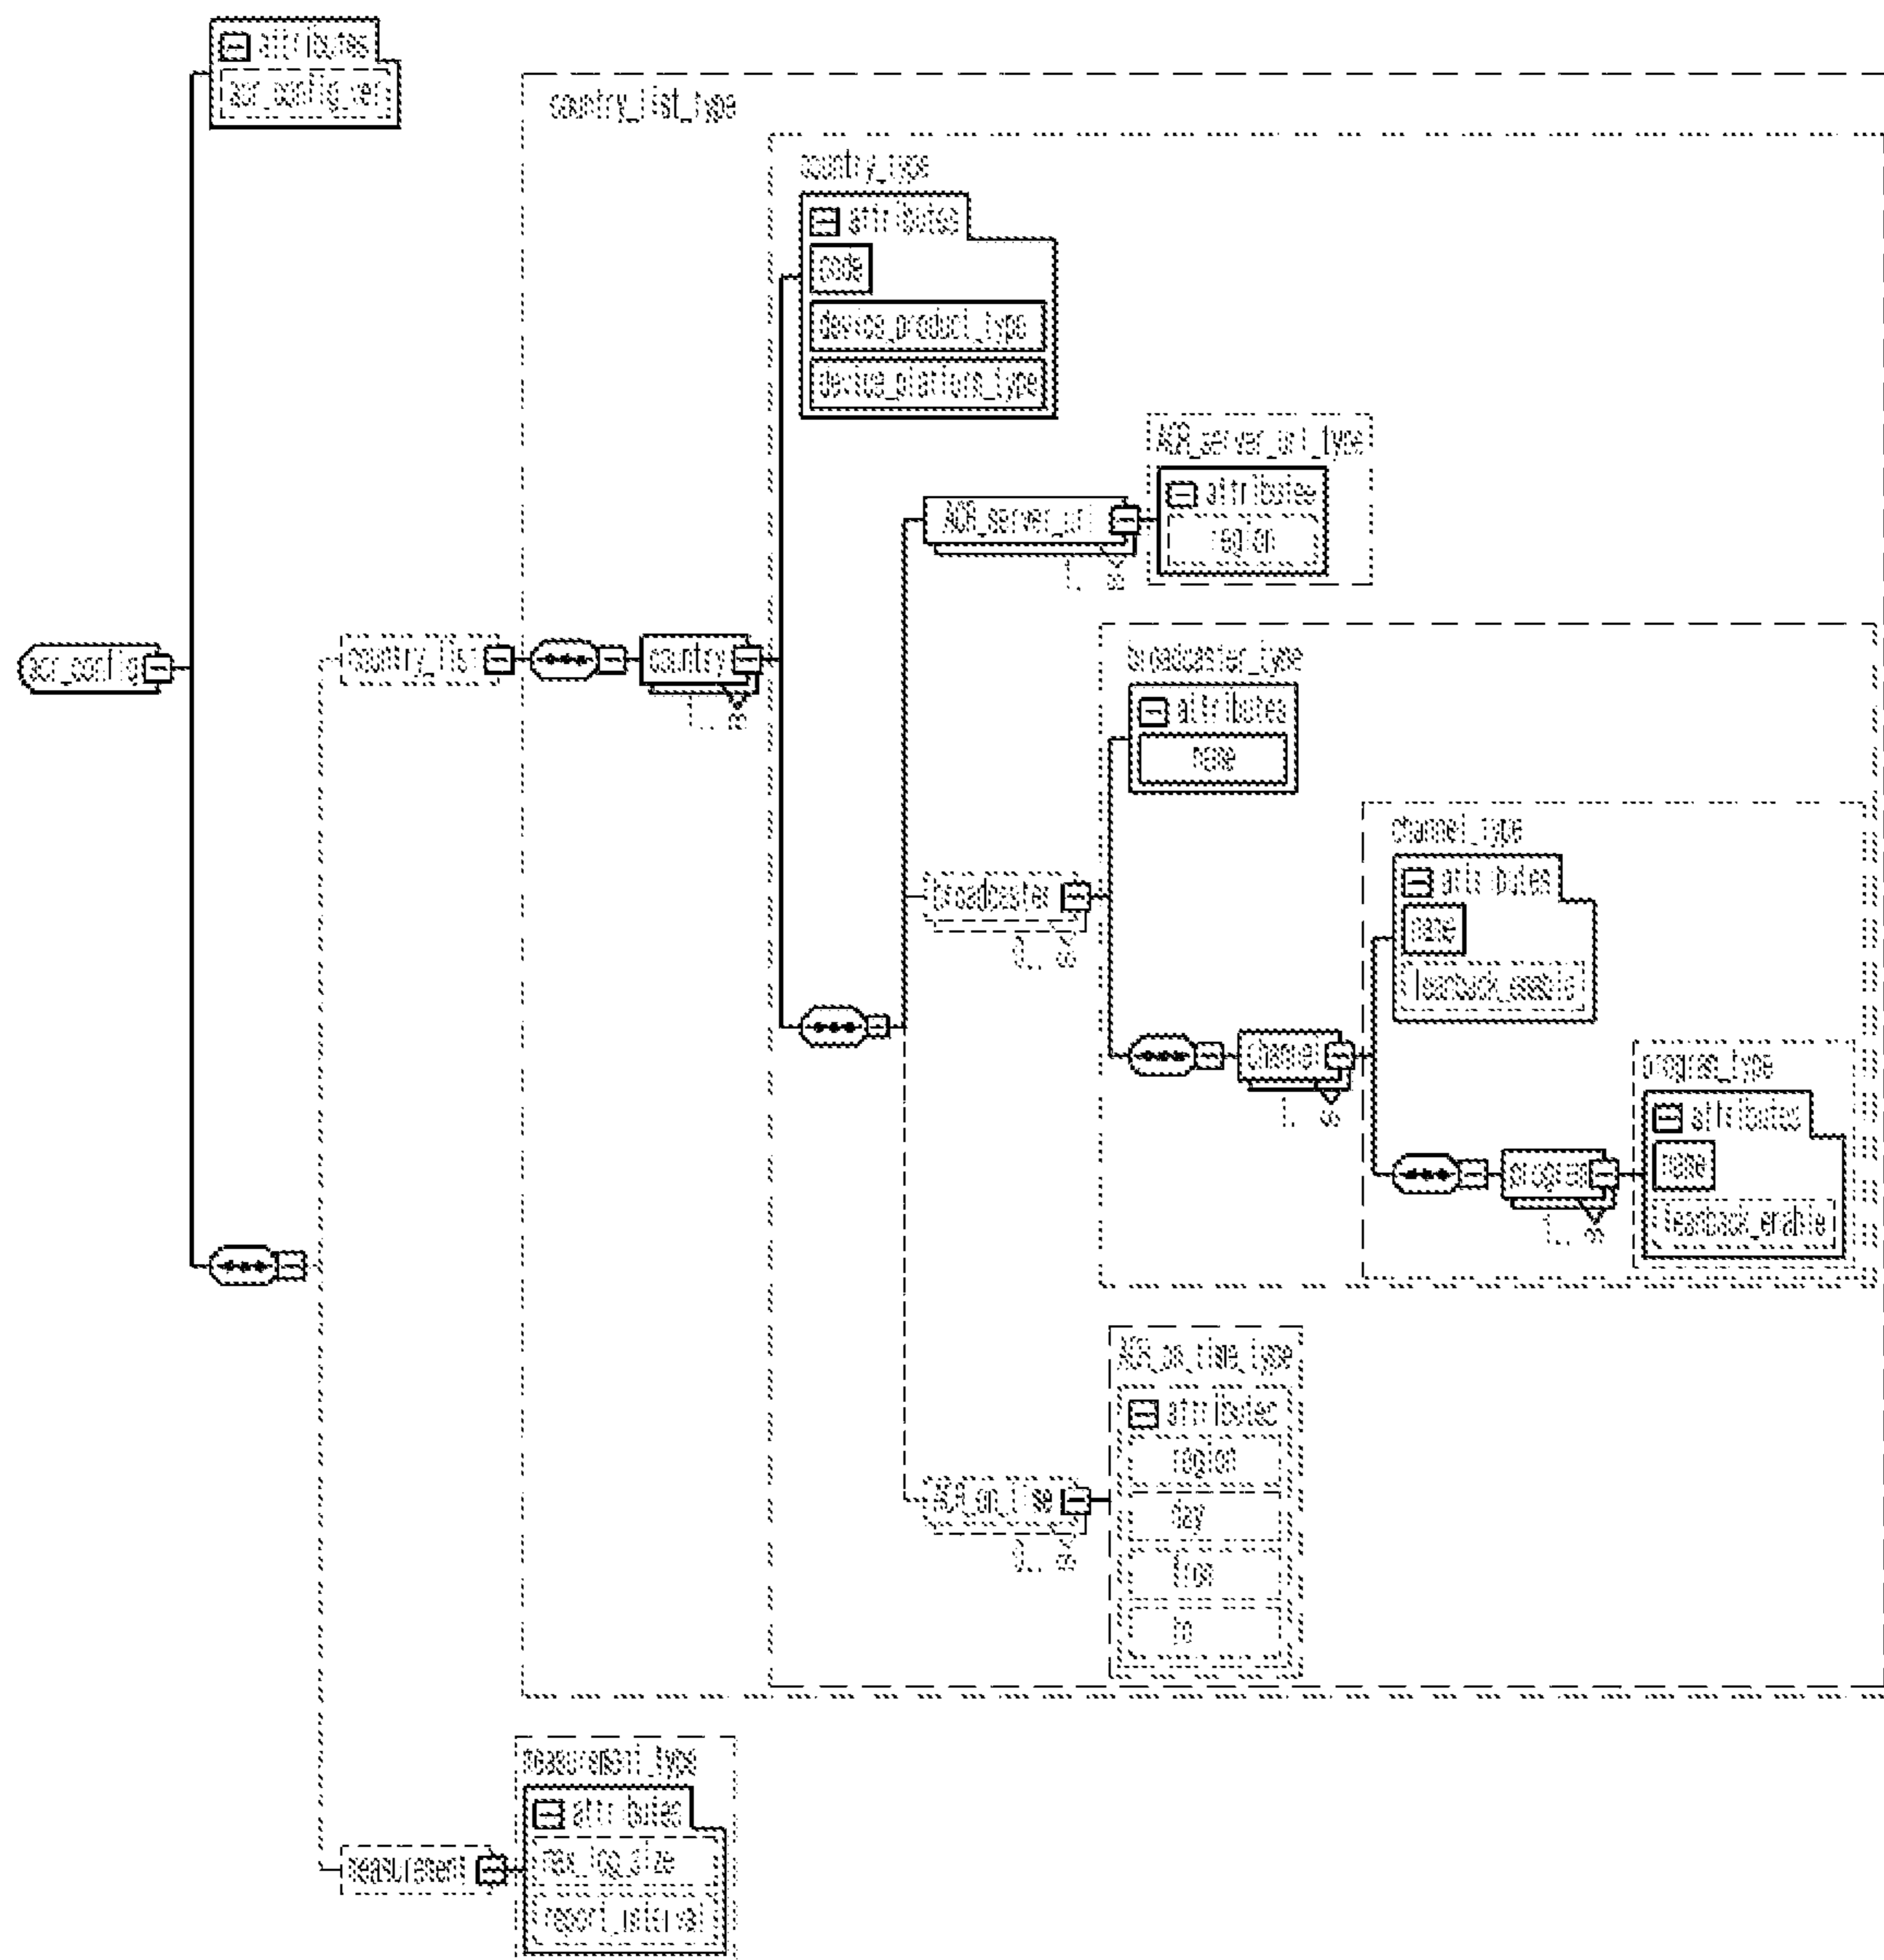 attributes
acr_config_ver
country_list_type
country_type
attributes
code
device_product_type
device_platform_type
ACR_server_url_type
ACR_server_url
attributes
region
1.. ∞
acr_config
country_list
country
1.. ∞
broadcaster_type
attributes
name
channel_type
attributes
name
leanback_enable
broadcaster
0.. ∞
channel
1.. ∞
program_type
attributes
name
leanback_enable
program
1.. ∞
ACR_on_time_type
attributes
region
day
from
to
ACR_on_time
0.. ∞
measurement_type
attributes
max_log_size
report_interval
measurement